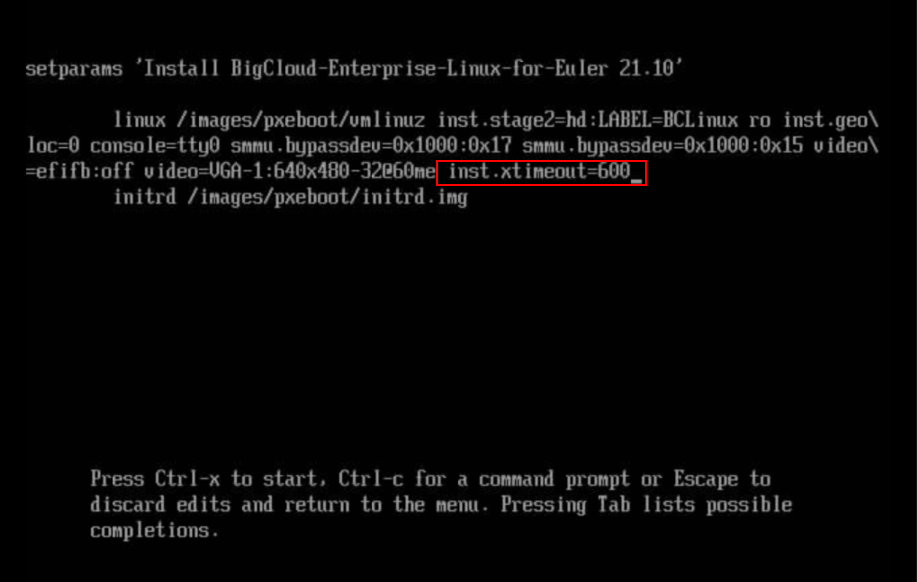 setparams 'Install BigCloud-Enterprise-Linux-for-Euler 21.10'
linux /images/pxeboot/vmlinuz inst.stage2=hd:LABEL=BCLinux ro inst.geo\
loc=0 console=tty0 smmu.bypassdev=0x1000:0x17 smmu.bypassdev=0x1000:0x15 video\
=efifb:off video=VGA-1:640x480-32@60me inst.xtimeout=600_
initrd /images/pxeboot/initrd.img
Press Ctrl-x to start, Ctrl-c for a command prompt or Escape to
discard edits and return to the menu. Pressing Tab lists possible
completions.